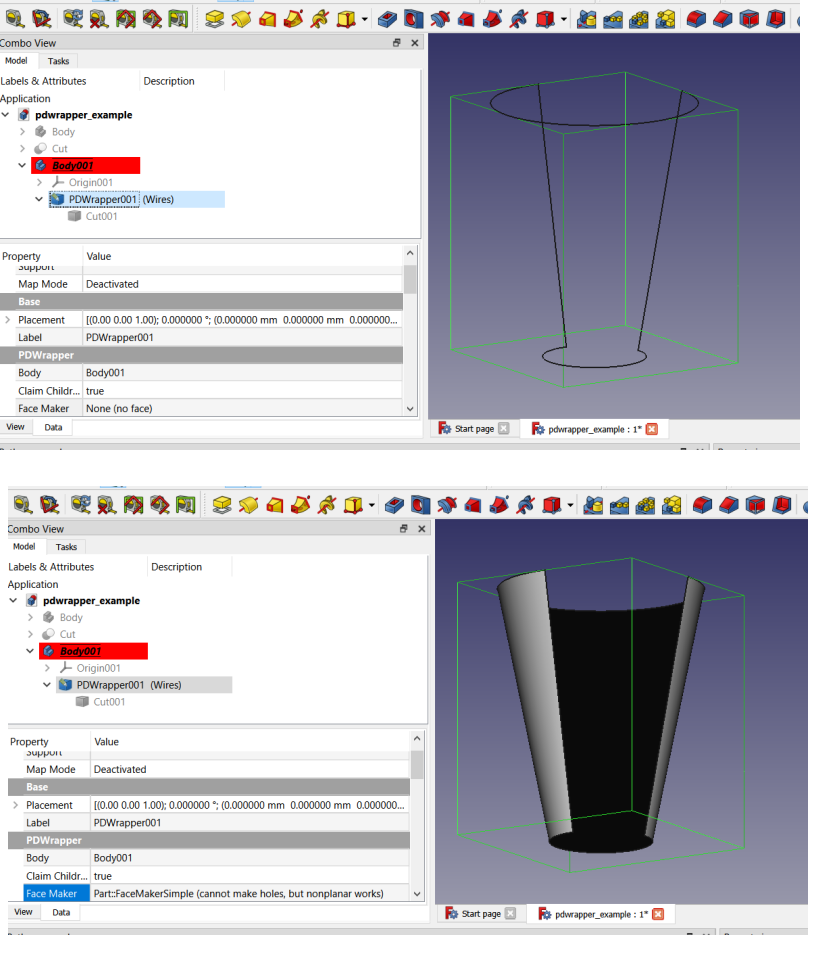 Combo View
Model Tasks
Labels & Attributes Description
Application
pdwrapper_example
Body
Cut
Body001
Origin001
PDWrapper001 (Wires)
Cut001
Property Value
Support
Map Mode Deactivated
Base
Placement [(0.00 0.00 1.00); 0.000000 °; (0.000000 mm 0.000000 mm 0.000000...
Label PDWrapper001
PDWrapper
Body Body001
Claim Childr... true
Face Maker None (no face)
View Data
Start page pdwrapper_example : 1*
Combo View
Model Tasks
Labels & Attributes Description
Application
pdwrapper_example
Body
Cut
Body001
Origin001
PDWrapper001 (Wires)
Cut001
Property Value
Support
Map Mode Deactivated
Base
Placement [(0.00 0.00 1.00); 0.000000 °; (0.000000 mm 0.000000 mm 0.000000...
Label PDWrapper001
PDWrapper
Body Body001
Claim Childr... true
Face Maker Part::FaceMakerSimple (cannot make holes, but nonplanar works)
View Data
Start page pdwrapper_example : 1*